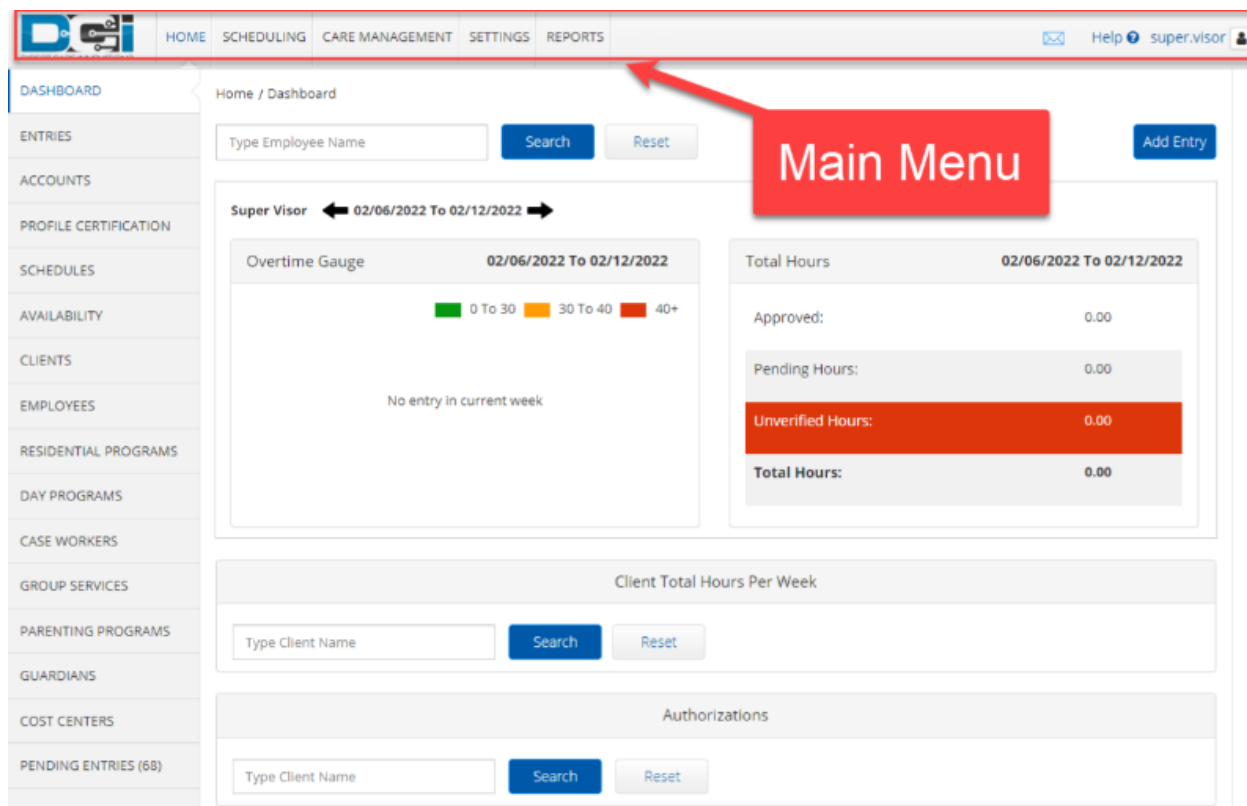 DCi HOME SCHEDULING CARE MANAGEMENT SETTINGS REPORTS Help super.visor
DASHBOARD
ENTRIES
ACCOUNTS
PROFILE CERTIFICATION
SCHEDULES
AVAILABILITY
CLIENTS
EMPLOYEES
RESIDENTIAL PROGRAMS
DAY PROGRAMS
CASE WORKERS
GROUP SERVICES
PARENTING PROGRAMS
GUARDIANS
COST CENTERS
PENDING ENTRIES (68)
Home / Dashboard
Type Employee Name Search Reset Add Entry
Main Menu
Super Visor 02/06/2022 To 02/12/2022
Overtime Gauge 02/06/2022 To 02/12/2022
0 To 30 30 To 40 40+
No entry in current week
Total Hours 02/06/2022 To 02/12/2022
Approved: 0.00
Pending Hours: 0.00
Unverified Hours: 0.00
Total Hours: 0.00
Client Total Hours Per Week
Type Client Name Search Reset
Authorizations
Type Client Name Search Reset